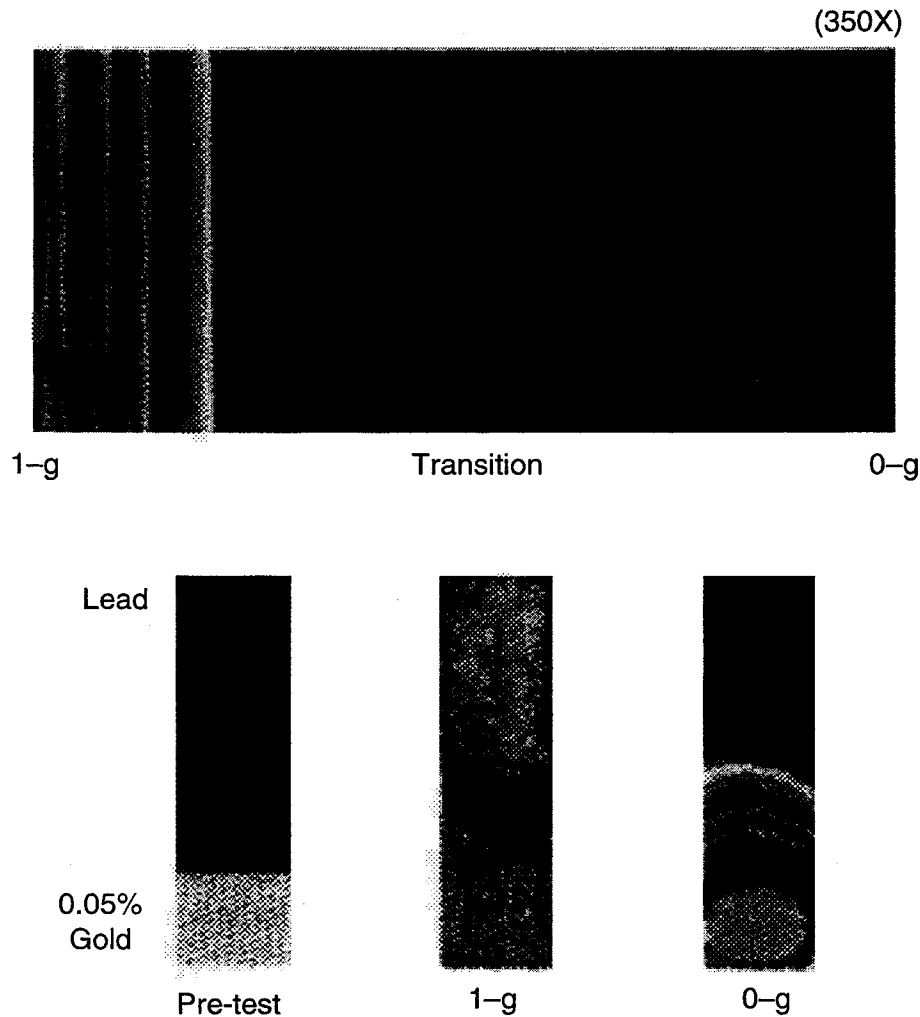 (350X)
1–g Transition 0–g
Lead
0.05%
Gold
Pre-test 1–g 0–g